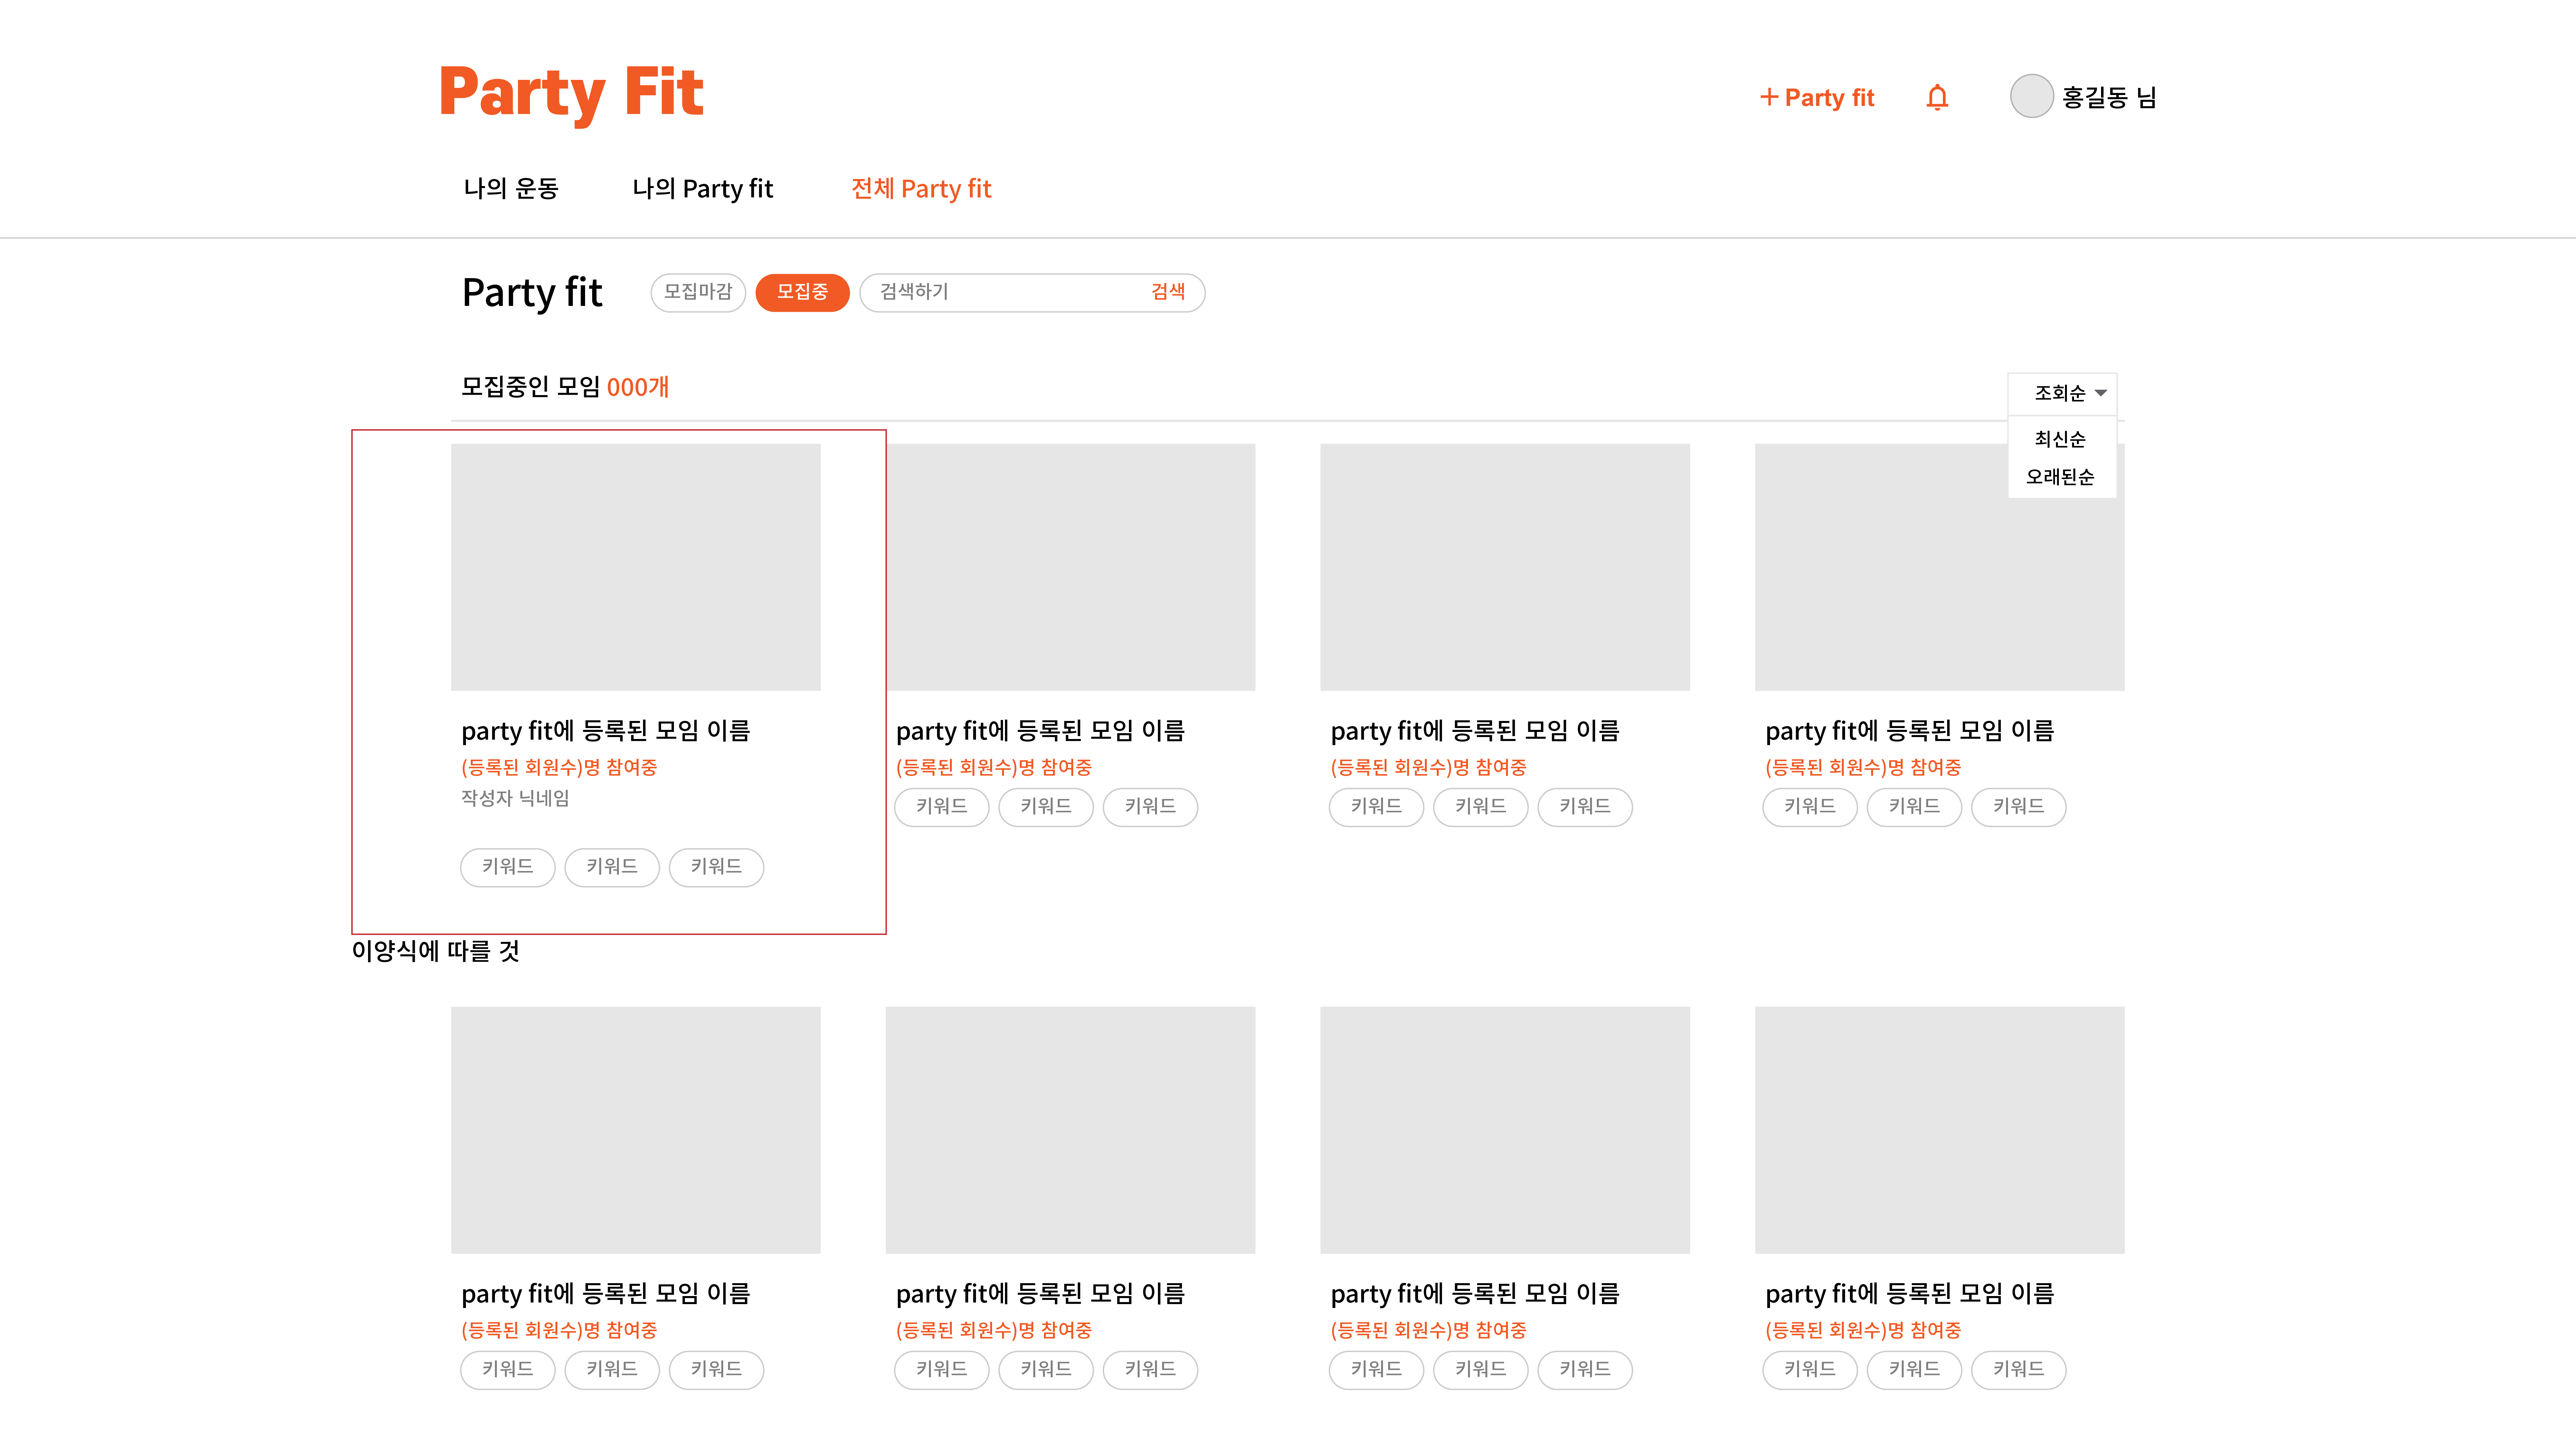 Party Fit
+ Party fit
홍길동 님
나의 운동 나의 Party fit 전체 Party fit
Party fit 모집마감 모집중 검색하기 검색
모집중인 모임 000개
조회순
최신순
오래된순
party fit에 등록된 모임 이름
(등록된 회원수)명 참여중
작성자 닉네임
키워드 키워드 키워드
party fit에 등록된 모임 이름
(등록된 회원수)명 참여중
키워드 키워드 키워드
party fit에 등록된 모임 이름
(등록된 회원수)명 참여중
키워드 키워드 키워드
party fit에 등록된 모임 이름
(등록된 회원수)명 참여중
키워드 키워드 키워드
이양식에 따를 것
party fit에 등록된 모임 이름
(등록된 회원수)명 참여중
키워드 키워드 키워드
party fit에 등록된 모임 이름
(등록된 회원수)명 참여중
키워드 키워드 키워드
party fit에 등록된 모임 이름
(등록된 회원수)명 참여중
키워드 키워드 키워드
party fit에 등록된 모임 이름
(등록된 회원수)명 참여중
키워드 키워드 키워드